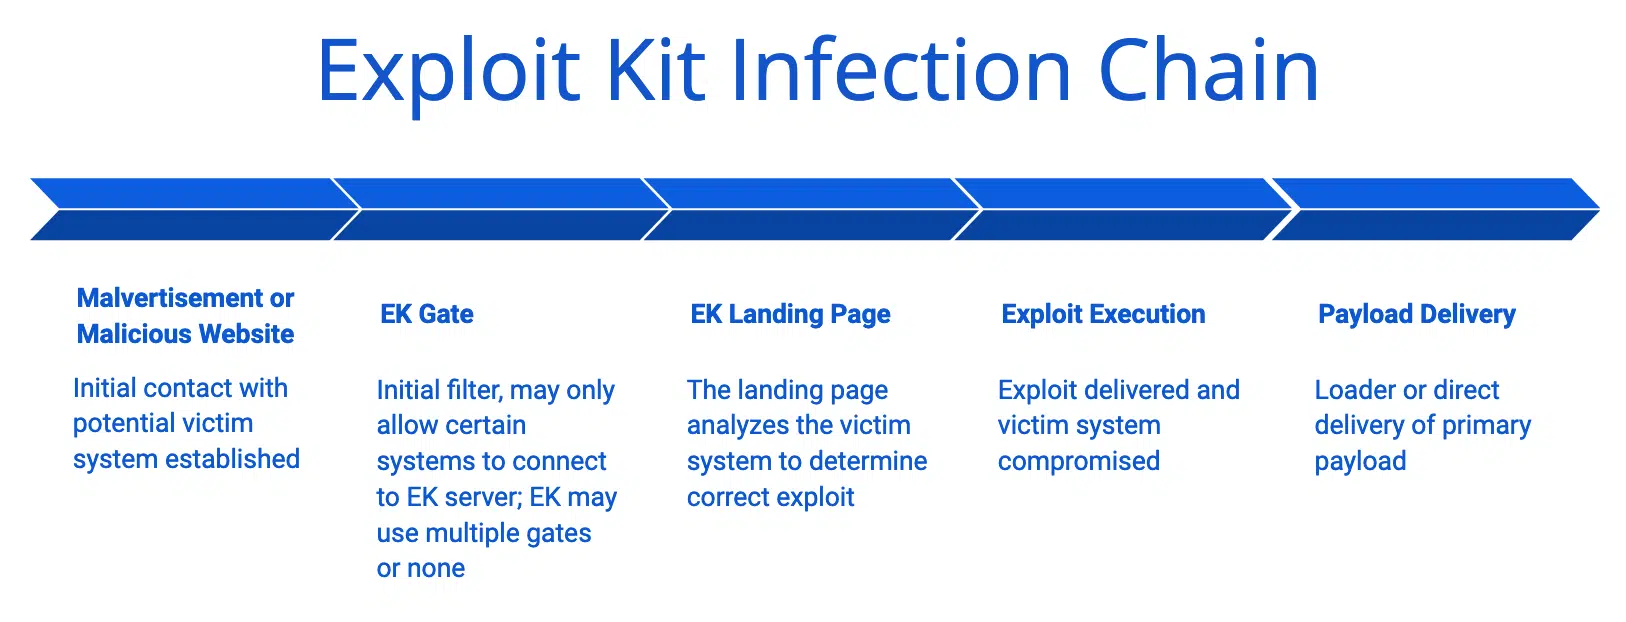 Exploit Kit Infection Chain
Malvertisement or
Malicious Website
Initial contact with
potential victim
system established
EK Gate
Initial filter, may only
allow certain
systems to connect
to EK server; EK may
use multiple gates
or none
EK Landing Page
The landing page
analyzes the victim
system to determine
correct exploit
Exploit Execution
Exploit delivered and
victim system
compromised
Payload Delivery
Loader or direct
delivery of primary
payload